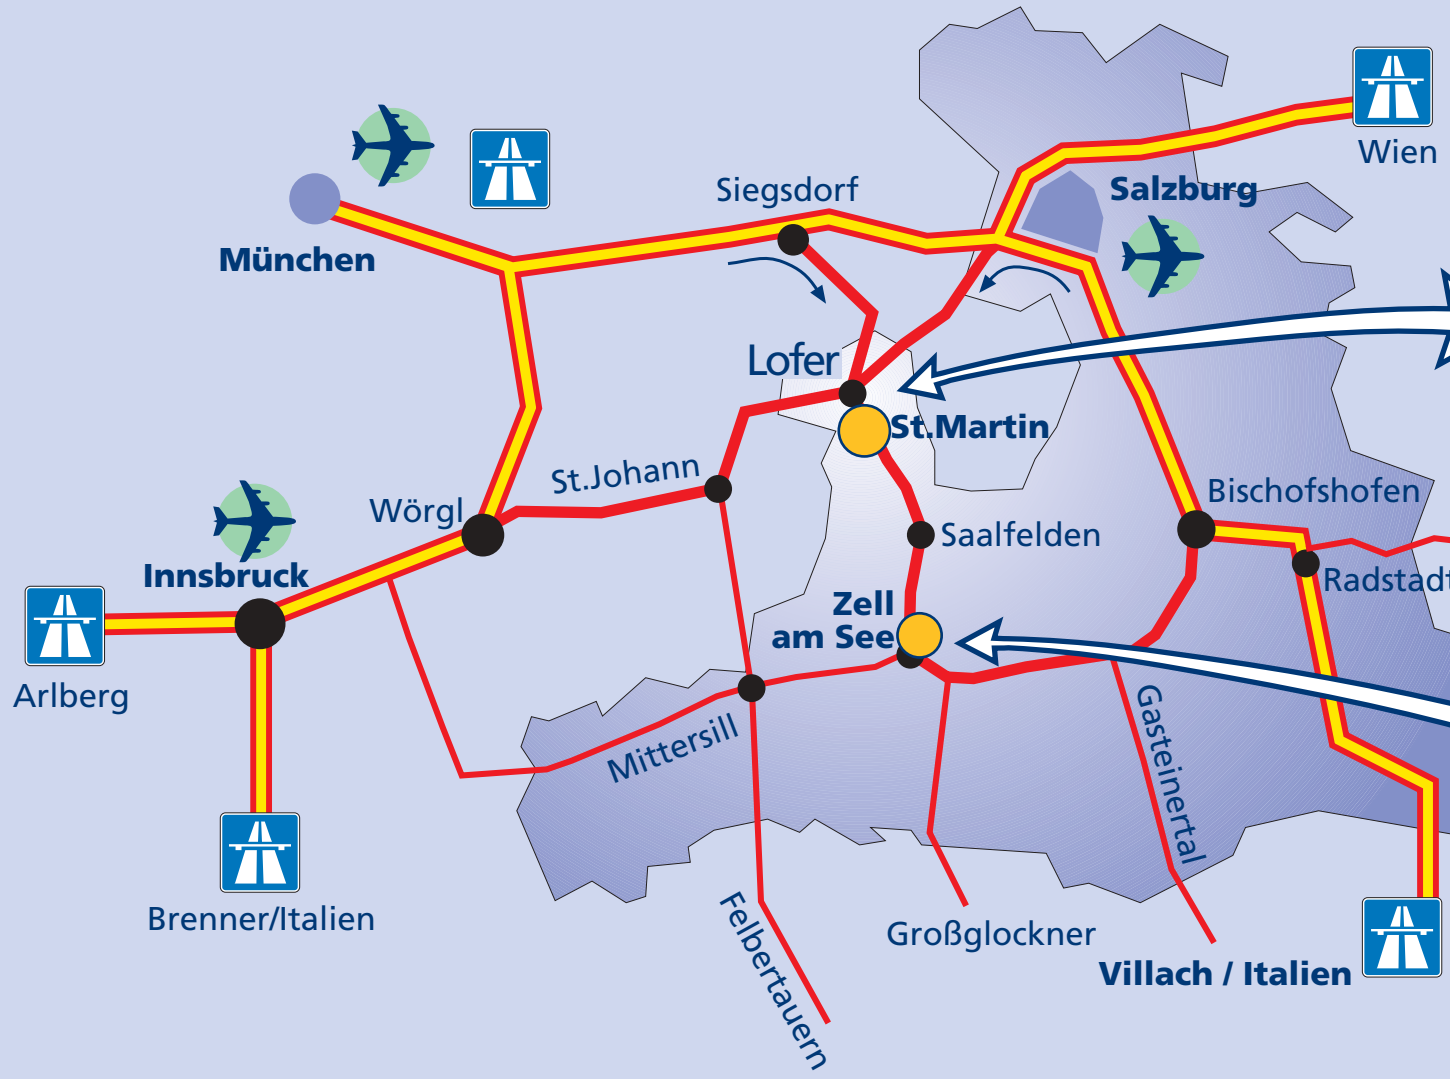 Wien
Siegsdorf
Salzburg
München
Lofer
St.Martin
St.Johann
Wörgl
Bischofshofen
Saalfelden
Innsbruck
Radstadt
Zell
am See
Arlberg
Gasteinertal
Mittersill
Brenner/Italien
Felbertauern
Großglockner
Villach / Italien